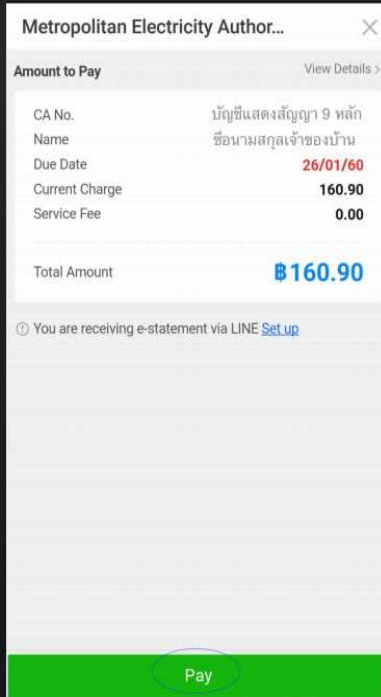 Metropolitan Electricity Author...
Amount to Pay View Details >
CA No. บัญชีแสดงสัญญา 9 หลัก
Name ชื่อนามสกุลเจ้าของบ้าน
Due Date 26/01/60
Current Charge 160.90
Service Fee 0.00
Total Amount ฿160.90
You are receiving e-statement via LINE Set up
Pay